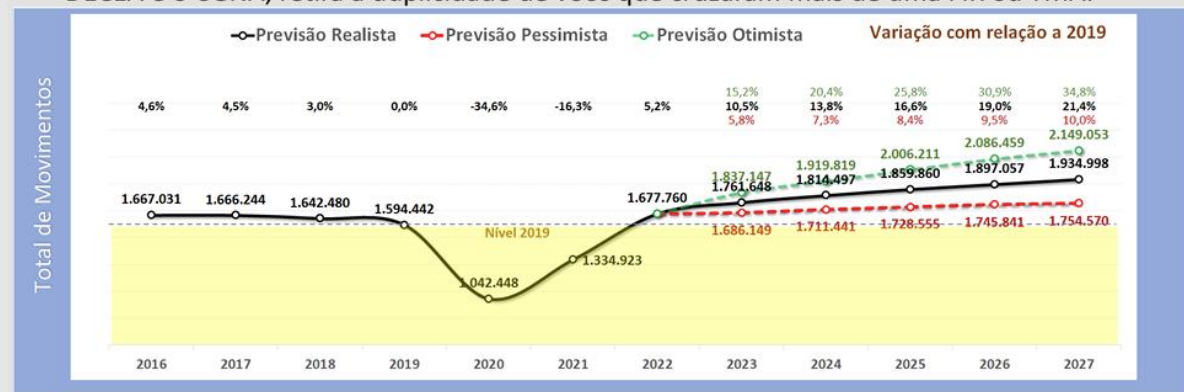 Previsão Realista Previsão Pessimista Previsão Otimista Variação com relação a 2019
Total de Movimentos
15,2% 20,4% 25,8% 30,9% 34,8%
4,6% 4,5% 3,0% 0,0% -34,6% -16,3% 5,2% 10,5% 13,8% 16,6% 19,0% 21,4%
5,8% 7,3% 8,4% 9,5% 10,0%
1.837.147 1.919.819 2.006.211 2.086.459 2.149.053
1.667.031 1.666.244 1.642.480 1.594.442 1.677.760 1.761.648 1.814.497 1.859.860 1.897.057 1.934.998
Nível 2019
1.686.149 1.711.441 1.728.555 1.745.841 1.754.570
1.042.448 1.334.923
2016 2017 2018 2019 2020 2021 2022 2023 2024 2025 2026 2027